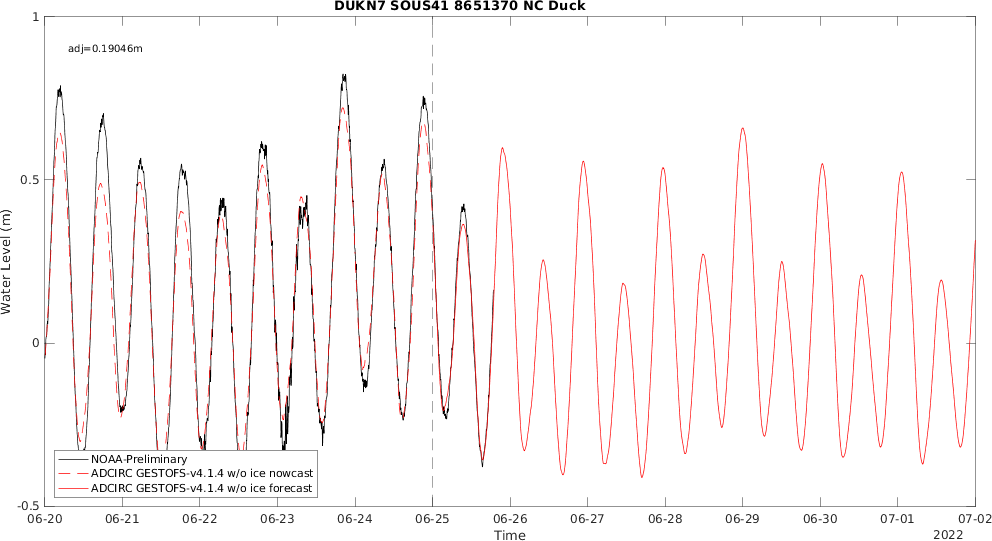 DUKN7 SOUS41 8651370 NC Duck
adj=0.19046m
Water Level (m)
1
0.5
0
-0.5
NOAA-Preliminary
ADCIRC GESTOFS-v4.1.4 w/o ice nowcast
ADCIRC GESTOFS-v4.1.4 w/o ice forecast
06-20 06-21 06-22 06-23 06-24 06-25 06-26 06-27 06-28 06-29 06-30 07-01 07-02
Time
2022